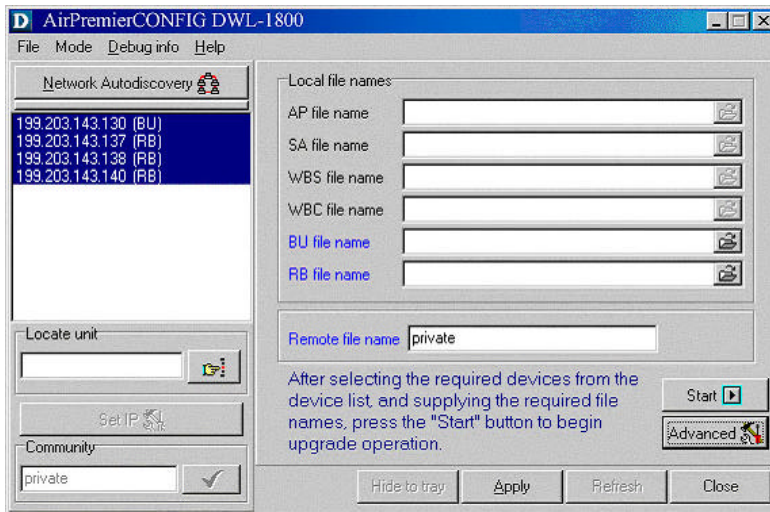 D AirPremierCONFIG DWL-1800
File Mode Debug info Help
Network Autodiscovery
199.203.143.130 (BU)
199.203.143.137 (RB)
199.203.143.138 (RB)
199.203.143.140 (RB)
Locate unit
Set IP
Community
private
Local file names
AP file name
SA file name
WBS file name
WBC file name
BU file name
RB file name
Remote file name private
After selecting the required devices from the
device list, and supplying the required file
names, press the "Start" button to begin
upgrade operation.
Start
Advanced
Hide to tray Apply Refresh Close